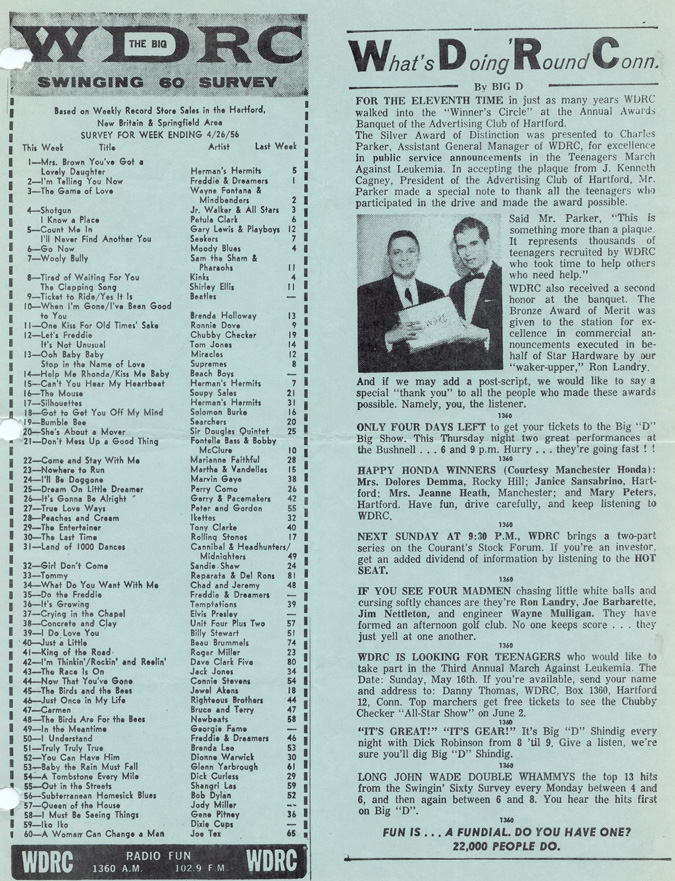 WDRC
THE BIG
SWINGING 60 SURVEY
Based on Weekly Record Store Sales in the Hartford,
New Britain & Springfield Area
SURVEY FOR WEEK ENDING 4/26/56
This Week Title Artist Last Week
1—Mrs. Brown You've Got a
Lovely Daughter Herman's Hermits 5
2—I'm Telling You Now Freddie & Dreamers 1
3—The Game of Love Wayne Fontana &
Mindbenders 2
4—Shotgun Jr. Walker & All Stars 3
I Know a Place Petula Clark 6
5—Count Me In Gary Lewis & Playboys 12
I'll Never Find Another You Seekers 7
6—Go Now Moody Blues 4
7—Wooly Bully Sam the Sham &
Pharaohs 11
8—Tired of Waiting For You Kinks 4
The Clapping Song Shirley Ellis 11
9—Ticket to Ride/Yes It Is Beatles —
10—When I'm Gone/I've Been Good
to You Brenda Holloway 13
11—One Kiss For Old Times' Sake Ronnie Dove 9
12—Let's Freddie Chubby Checker 19
It's Not Unusual Tom Jones 14
13—Ooh Baby Baby Miracles 12
Stop in the Name of Love Supremes 8
14—Help Me Rhonda/Kiss Me Baby Beach Boys —
15—Can't You Hear My Heartbeat Herman's Hermits 7
16—The Mouse Soupy Sales 21
17—Silhouettes Herman's Hermits 31
18—Got to Get You Off My Mind Solomon Burke 16
19—Bumble Bee Searchers 20
20—She's About a Mover Sir Douglas Quintet 25
21—Don't Mess Up a Good Thing Fontella Bass & Bobby
McClure 10
22—Come and Stay With Me Marianne Faithful 28
23—Nowhere to Run Martha & Vandellas 15
24—I'll Be Doggone Marvin Gaye 38
25—Dream On Little Dreamer Perry Como 26
26—It's Gonna Be Alright Gerry & Pacemakers 42
27—True Love Ways Peter and Gordon 55
28—Peaches and Cream Ikettes 32
29—The Entertainer Tony Clarke 40
30—The Last Time Rolling Stones 17
31—Land of 1000 Dances Cannibal & Headhunters/
Midnighters 49
32—Girl Don't Come Sandie Shaw 24
33—Tommy Reparata & Del Rons 81
34—What Do You Want With Me Chad and Jeremy 48
35—Do the Freddie Freddie & Dreamers —
36—It's Growing Temptations 39
37—Crying in the Chapel Elvis Presley —
38—Concrete and Clay Unit Four Plus Two 57
39—I Do Love You Billy Stewart 51
40—Just a Little Beau Brummels 74
41—King of the Road Roger Miller 23
42—I'm Thinkin'/Rockin' and Reelin' Dave Clark Five 80
43—The Race Is On Jack Jones 34
44—Now That You've Gone Connie Stevens 54
45—The Birds and the Bees Jewel Akens 18
46—Just Once in My Life Righteous Brothers 44
47—Carmen Bruce and Terry 47
48—The Birds Are For the Bees Newbeats 58
49—In the Meantime Georgie Fame —
50—I Understand Freddie & Dreamers 46
51—Truly Truly True Brenda Lee 53
52—You Can Have Him Dionne Warwick 30
53—Baby the Rain Must Fall Glenn Yarbrough 61
54—A Tombstone Every Mile Dick Curless 29
55—Out in the Streets Shangri Las 59
56—Subterranean Homesick Blues Bob Dylan 52
57—Queen of the House Jody Miller —
58—I Must Be Seeing Things Gene Pitney 36
59—Iko Iko Dixie Cups —
60—A Woman Can Change a Man Joe Tex 65
WDRC RADIO FUN WDRC
1360 A.M. 102.9 F.M.
What's Doing 'Round Conn.
By BIG D
FOR THE ELEVENTH TIME in just as many years WDRC
walked into the "Winner's Circle" at the Annual Awards
Banquet of the Advertising Club of Hartford.
The Silver Award of Distinction was presented to Charles
Parker, Assistant General Manager of WDRC, for excellence
in public service announcements in the Teenagers March
Against Leukemia. In accepting the plaque from J. Kenneth
Cagney, President of the Advertising Club of Hartford, Mr.
Parker made a special note to thank all the teenagers who
participated in the drive and made the award possible.
WDRC
Said Mr. Parker, "This is
something more than a plaque.
It represents thousands of
teenagers recruited by WDRC
who took time to help others
who need help."
WDRC also received a second
honor at the banquet. The
Bronze Award of Merit was
given to the station for ex-
cellence in commercial an-
nouncements executed in be-
half of Star Hardware by our
"waker-upper," Ron Landry.
And if we may add a post-script, we would like to say a
special "thank you" to all the people who made these awards
possible. Namely, you, the listener.
1360
ONLY FOUR DAYS LEFT to get your tickets to the Big "D"
Big Show. This Thursday night two great performances at
the Bushnell . . . 6 and 9 p.m. Hurry . . . they're going fast ! !
1360
HAPPY HONDA WINNERS (Courtesy Manchester Honda):
Mrs. Dolores Demma, Rocky Hill; Janice Sansabrino, Hart-
ford; Mrs. Jeanne Heath, Manchester; and Mary Peters,
Hartford. Have fun, drive carefully, and keep listening to
WDRC.
1360
NEXT SUNDAY AT 9:30 P.M., WDRC brings a two-part
series on the Courant's Stock Forum. If you're an investor,
get an added dividend of information by listening to the HOT
SEAT.
1360
IF YOU SEE FOUR MADMEN chasing little white balls and
cursing softly chances are they're Ron Landry, Joe Barbarette,
Jim Nettleton, and engineer Wayne Mulligan. They have
formed an afternoon golf club. No one keeps score . . . they
just yell at one another.
1360
WDRC IS LOOKING FOR TEENAGERS who would like to
take part in the Third Annual March Against Leukemia. The
Date: Sunday, May 16th. If you're available, send your name
and address to: Danny Thomas, WDRC, Box 1360, Hartford
12, Conn. Top marchers get free tickets to see the Chubby
Checker "All-Star Show" on June 2.
1360
"IT'S GREAT!" "IT'S GEAR!" It's Big "D" Shindig every
night with Dick Robinson from 8 'til 9. Give a listen, we're
sure you'll dig Big "D" Shindig.
1360
LONG JOHN WADE DOUBLE WHAMMYS the top 13 hits
from the Swingin' Sixty Survey every Monday between 4 and
6, and then again between 6 and 8. You hear the hits first
on Big "D".
1360
FUN IS . . . A FUNDIAL. DO YOU HAVE ONE?
22,000 PEOPLE DO.